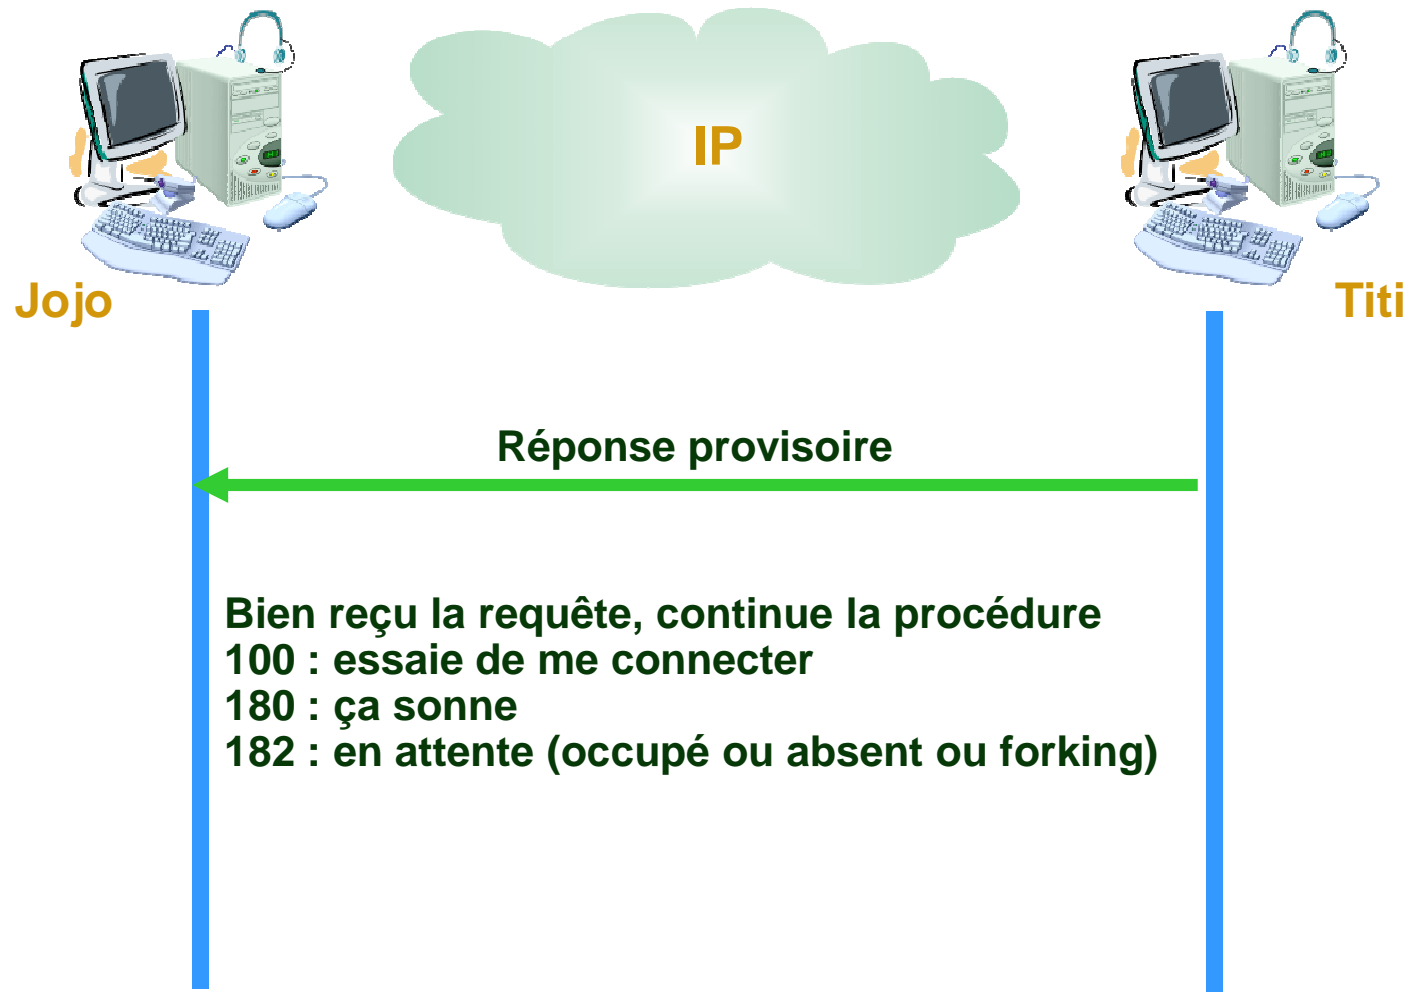 IP
Jojo
Titi
Réponse provisoire
Bien reçu la requête, continue la procédure
100 : essaie de me connecter
180 : ça sonne
182 : en attente (occupé ou absent ou forking)